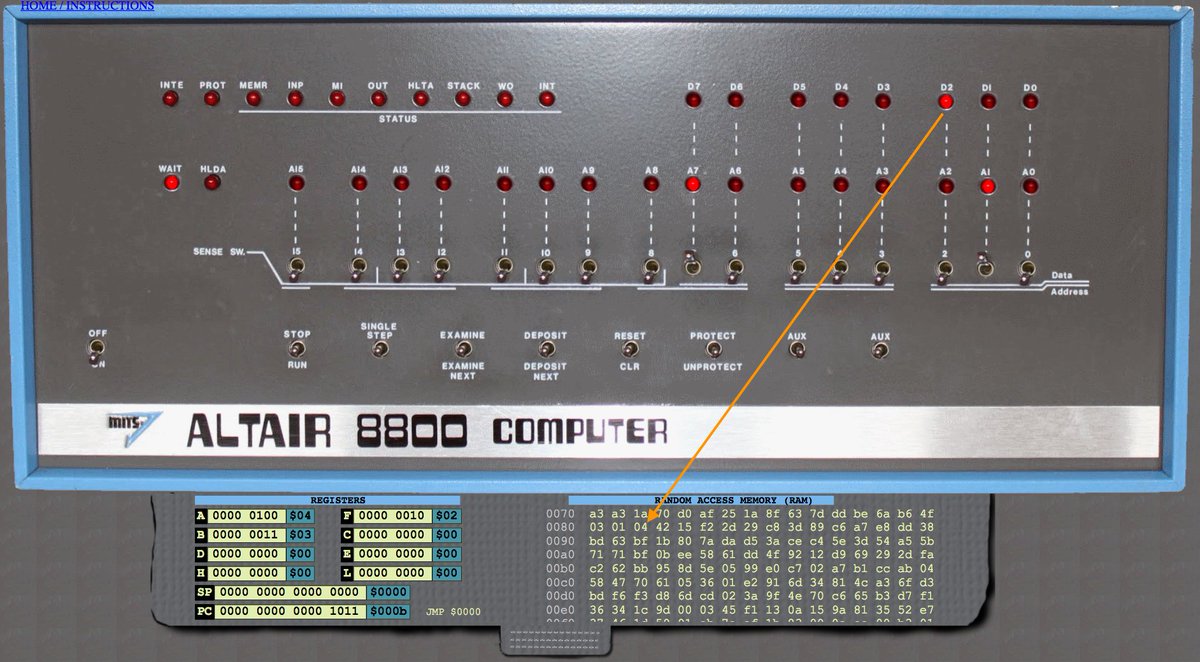 HOME / INSTRUCTIONS
INTE PROT MEMR INP MI OUT HLTA STACK WO INT D7 D6 D5 D4 D3 D2 D1 D0
STATUS
WAIT HLDA A15 A14 A13 A12 A11 A10 A9 A8 A7 A6 A5 A4 A3 A2 A1 A0
SENSE SW. 15 14 13 12 11 10 9 8 6 5 3 2 0
Data
Address
OFF STOP SINGLE STEP EXAMINE DEPOSIT RESET PROTECT AUX AUX
ON RUN EXAMINE NEXT DEPOSIT NEXT CLR UNPROTECT
mits ALTAIR 8800 COMPUTER
REGISTERS
A 0000 0100 $04 F 0000 0010 $02
B 0000 0011 $03 C 0000 0000 $00
D 0000 0000 $00 E 0000 0000 $00
H 0000 0000 $00 L 0000 0000 $00
SP 0000 0000 0000 0000 $0000
PC 0000 0000 0000 1011 $000b JMP $0000
RANDOM ACCESS MEMORY (RAM)
0070 a3 a3 1a 70 d0 af 25 1a 8f 63 7d dd be 6a b6 4f
0080 03 01 04 42 15 f2 2d 29 c8 3d 89 c6 a7 e8 dd 38
0090 bd 63 bf 1b 80 7a da d5 3a ce c4 5e 3d 54 a5 5b
00a0 71 71 bf 0b ee 58 61 dd 4f 92 12 d9 69 29 2d fa
00b0 c2 62 bb 95 8d 5e 05 99 e0 c7 02 a7 b1 cc ab 04
00c0 58 47 70 61 05 36 01 e2 91 6d 34 81 4c a3 6f d3
00d0 bd f6 f3 d8 6d cd 02 3a 9f 4e 70 c6 65 b3 d7 f1
00e0 36 34 1c 9d 00 03 45 f1 13 0a 15 9a 81 35 52 e7